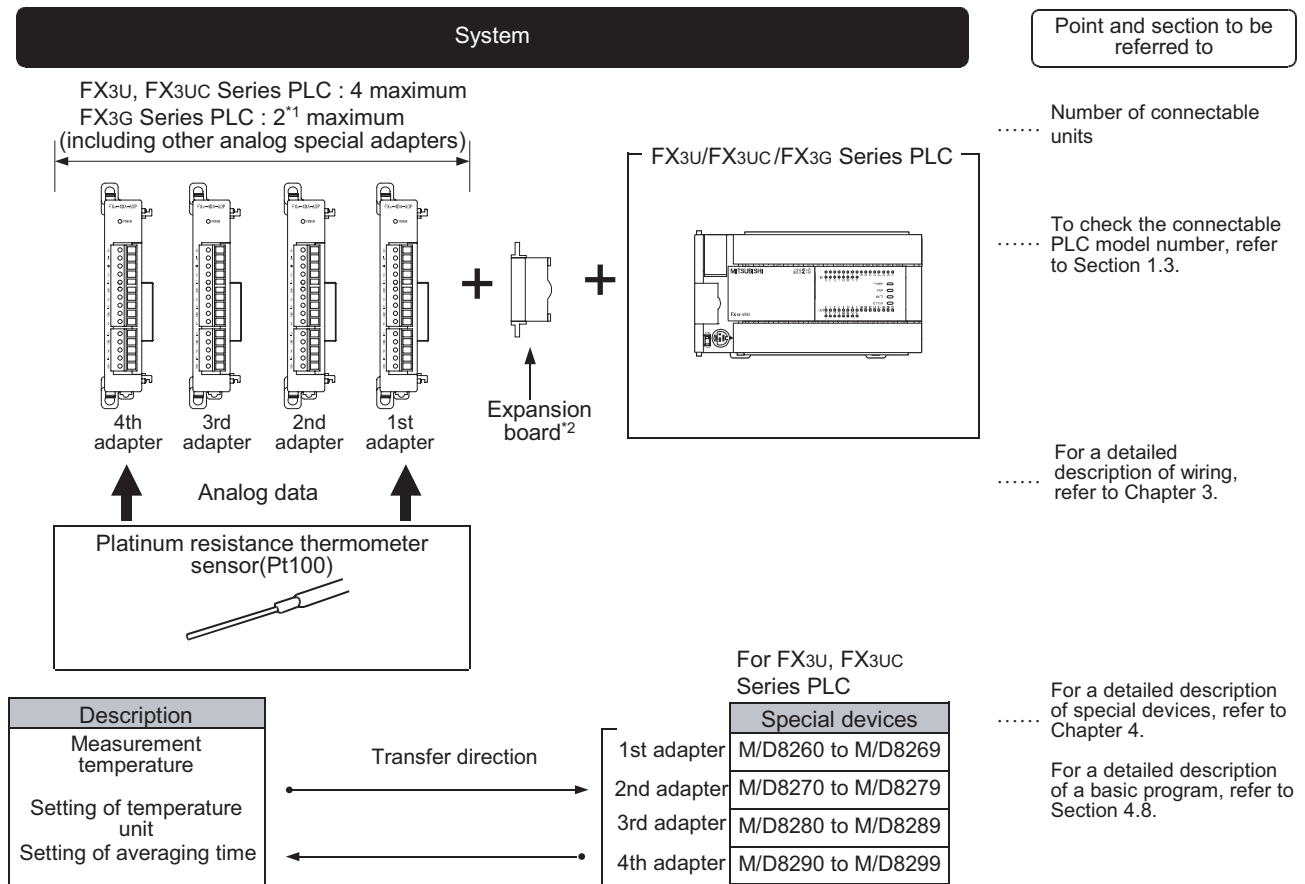 System
Point and section to be
referred to
FX3U, FX3UC Series PLC : 4 maximum
FX3G Series PLC : 2*1 maximum
(including other analog special adapters)
FX3U/FX3UC/FX3G Series PLC
MITSUBISHI
4th
adapter
3rd
adapter
2nd
adapter
1st
adapter
+
+
Expansion
board*2
Analog data
Platinum resistance thermometer
sensor(Pt100)
...... Number of connectable
units
...... To check the connectable
PLC model number, refer
to Section 1.3.
...... For a detailed
description of wiring,
refer to Chapter 3.
Description
Measurement
temperature
Setting of temperature
unit
Setting of averaging time
Transfer direction
For FX3U, FX3UC
Series PLC
Special devices
1st adapter M/D8260 to M/D8269
2nd adapter M/D8270 to M/D8279
3rd adapter M/D8280 to M/D8289
4th adapter M/D8290 to M/D8299
...... For a detailed description
of special devices, refer to
Chapter 4.
For a detailed description
of a basic program, refer to
Section 4.8.